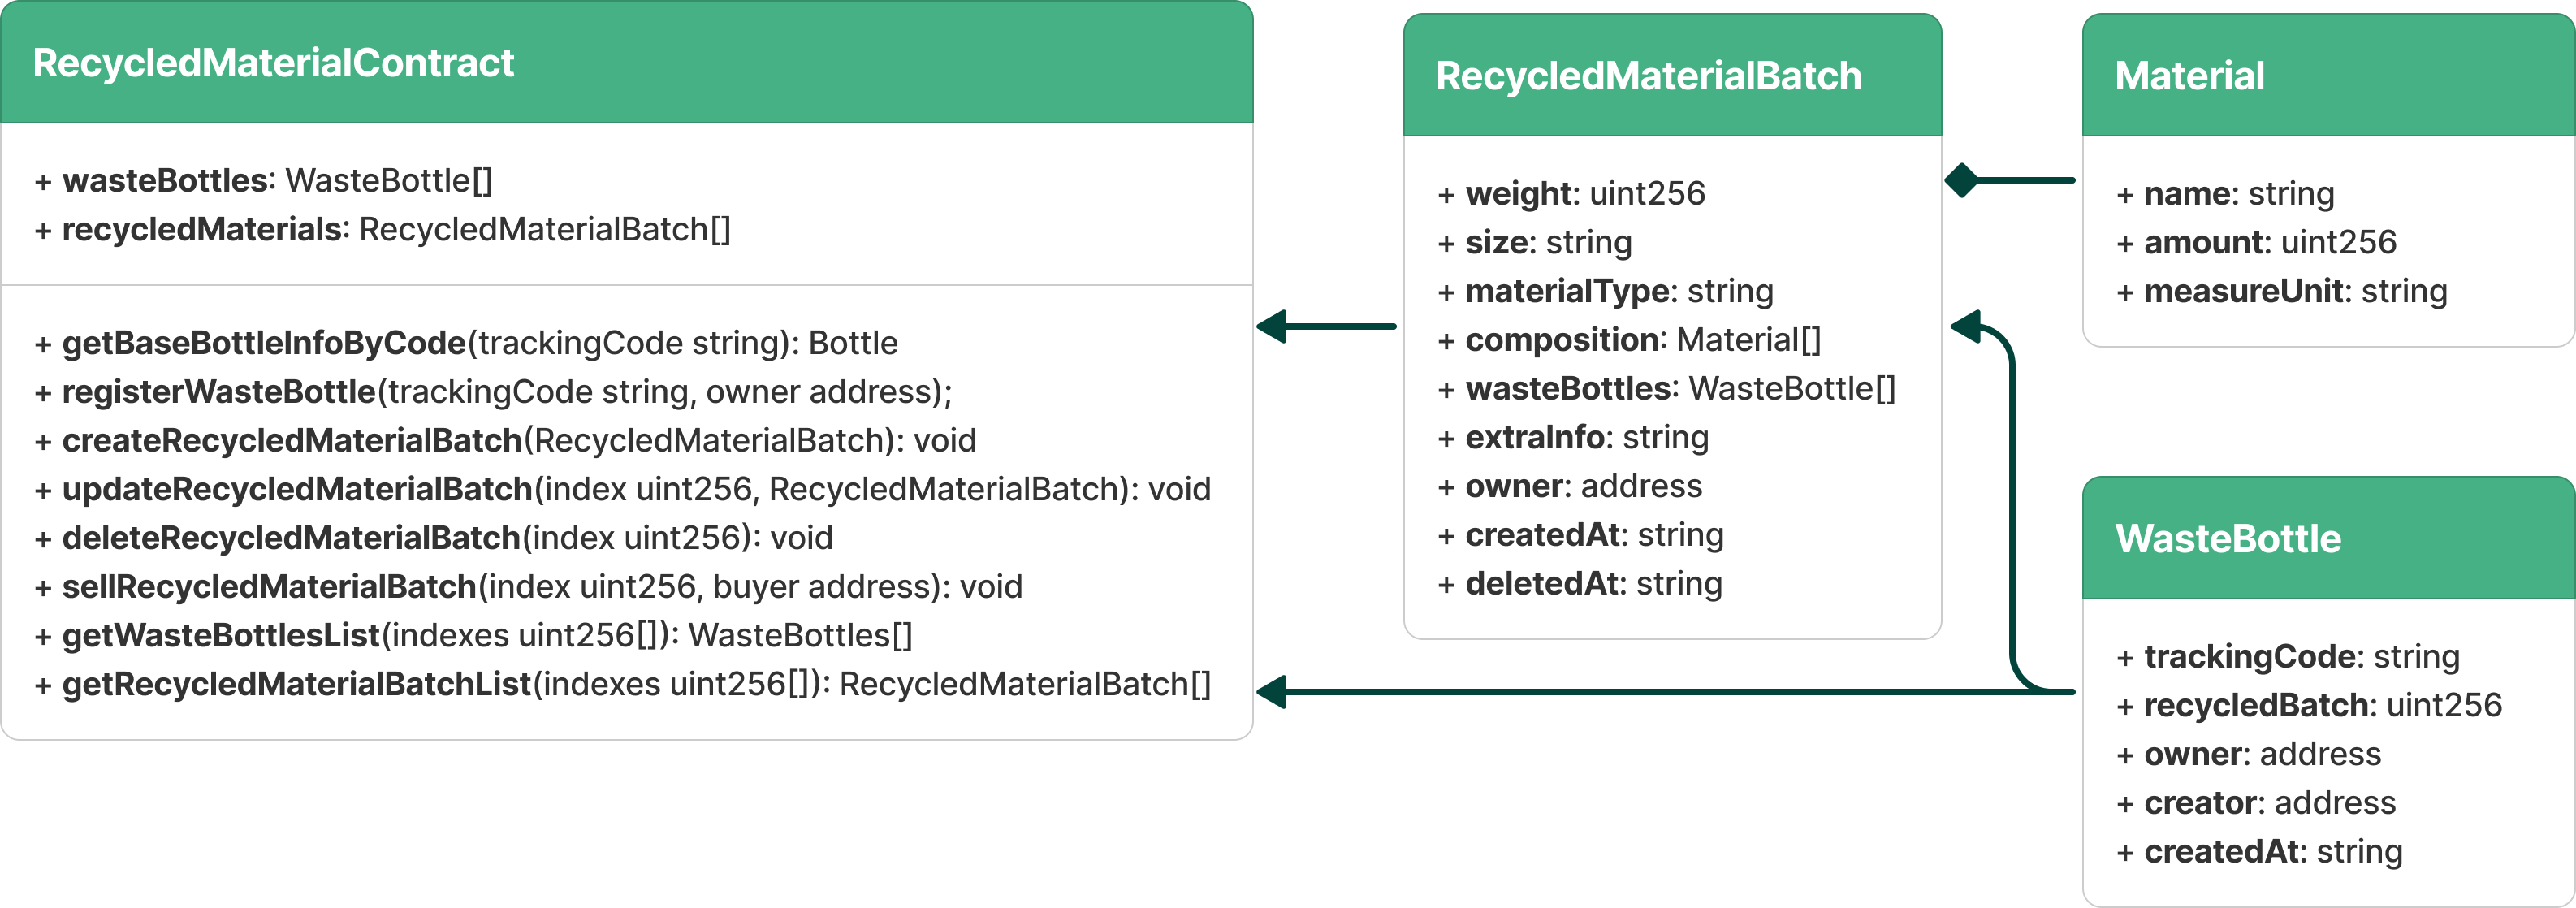 RecycledMaterialContract
+ wasteBottles: WasteBottle[]
+ recycledMaterials: RecycledMaterialBatch[]
+ getBaseBottleInfoByCode(trackingCode string): Bottle
+ registerWasteBottle(trackingCode string, owner address);
+ createRecycledMaterialBatch(RecycledMaterialBatch): void
+ updateRecycledMaterialBatch(index uint256, RecycledMaterialBatch): void
+ deleteRecycledMaterialBatch(index uint256): void
+ sellRecycledMaterialBatch(index uint256, buyer address): void
+ getWasteBottlesList(indexes uint256[]): WasteBottles[]
+ getRecycledMaterialBatchList(indexes uint256[]): RecycledMaterialBatch[]
RecycledMaterialBatch
+ weight: uint256
+ size: string
+ materialType: string
+ composition: Material[]
+ wasteBottles: WasteBottle[]
+ extraInfo: string
+ owner: address
+ createdAt: string
+ deletedAt: string
Material
+ name: string
+ amount: uint256
+ measureUnit: string
WasteBottle
+ trackingCode: string
+ recycledBatch: uint256
+ owner: address
+ creator: address
+ createdAt: string